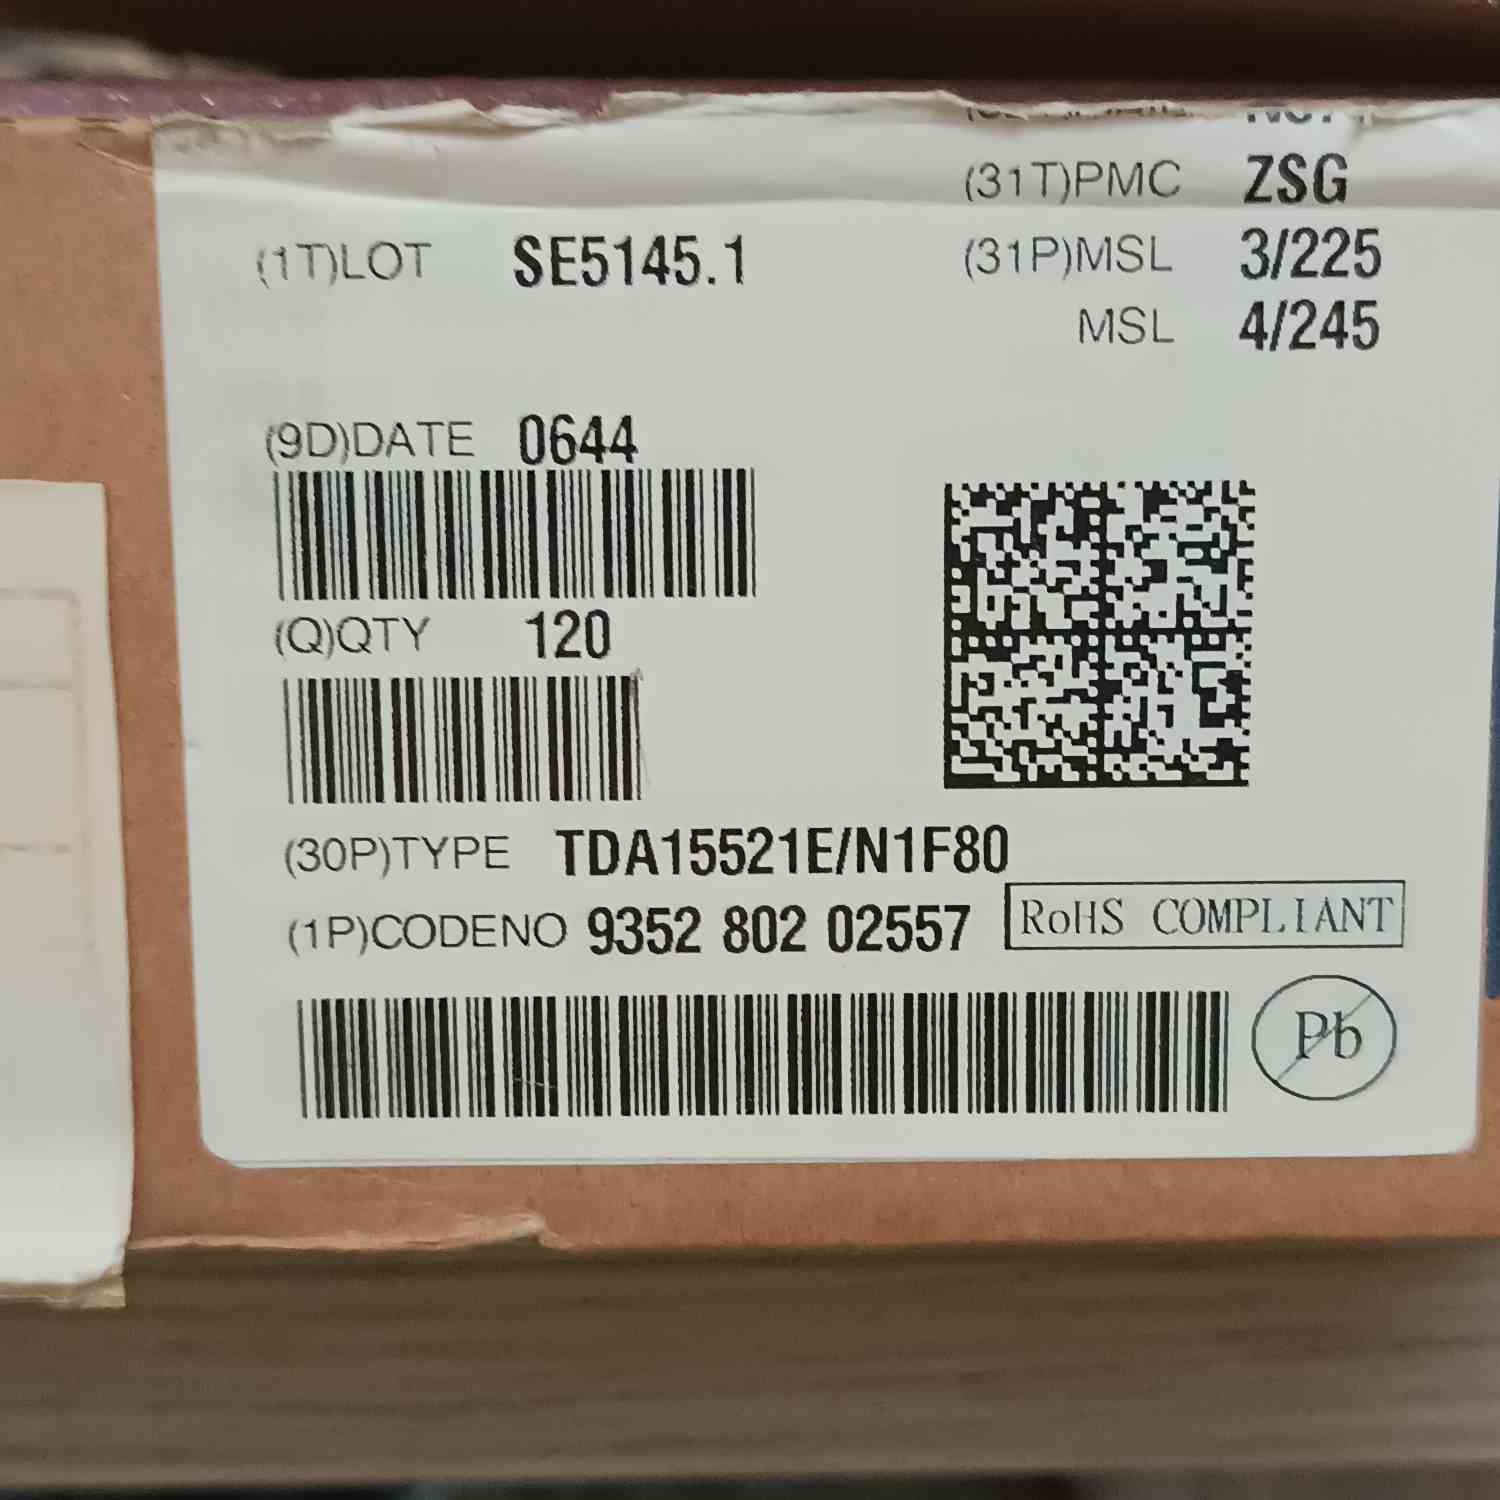 (31T)PMC ZSG
(1T)LOT SE5145.1 (31P)MSL 3/225
MSL 4/245
(9D)DATE 0644
(Q)QTY 120
(30P)TYPE TDA15521E/N1F80
(1P)CODENO 9352 802 02557 RoHS COMPLIANT
Pb